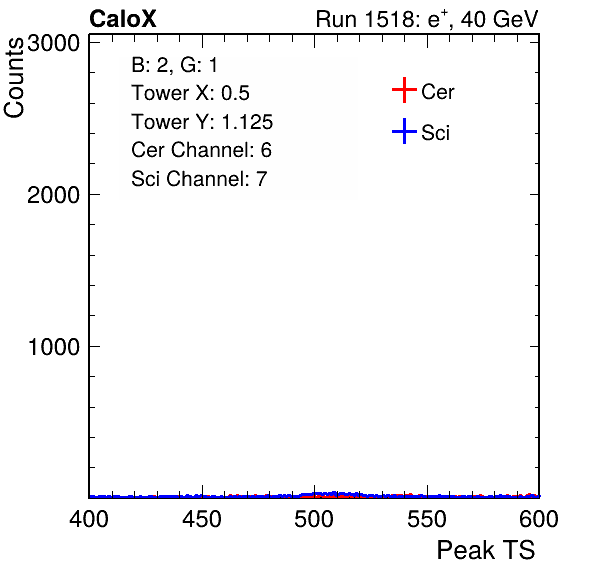 CaloX
Run 1518: e+, 40 GeV
Counts
3000
2000
1000
B: 2, G: 1
Tower X: 0.5
Tower Y: 1.125
Cer Channel: 6
Sci Channel: 7
Cer
Sci
400
450
500
550
600
Peak TS